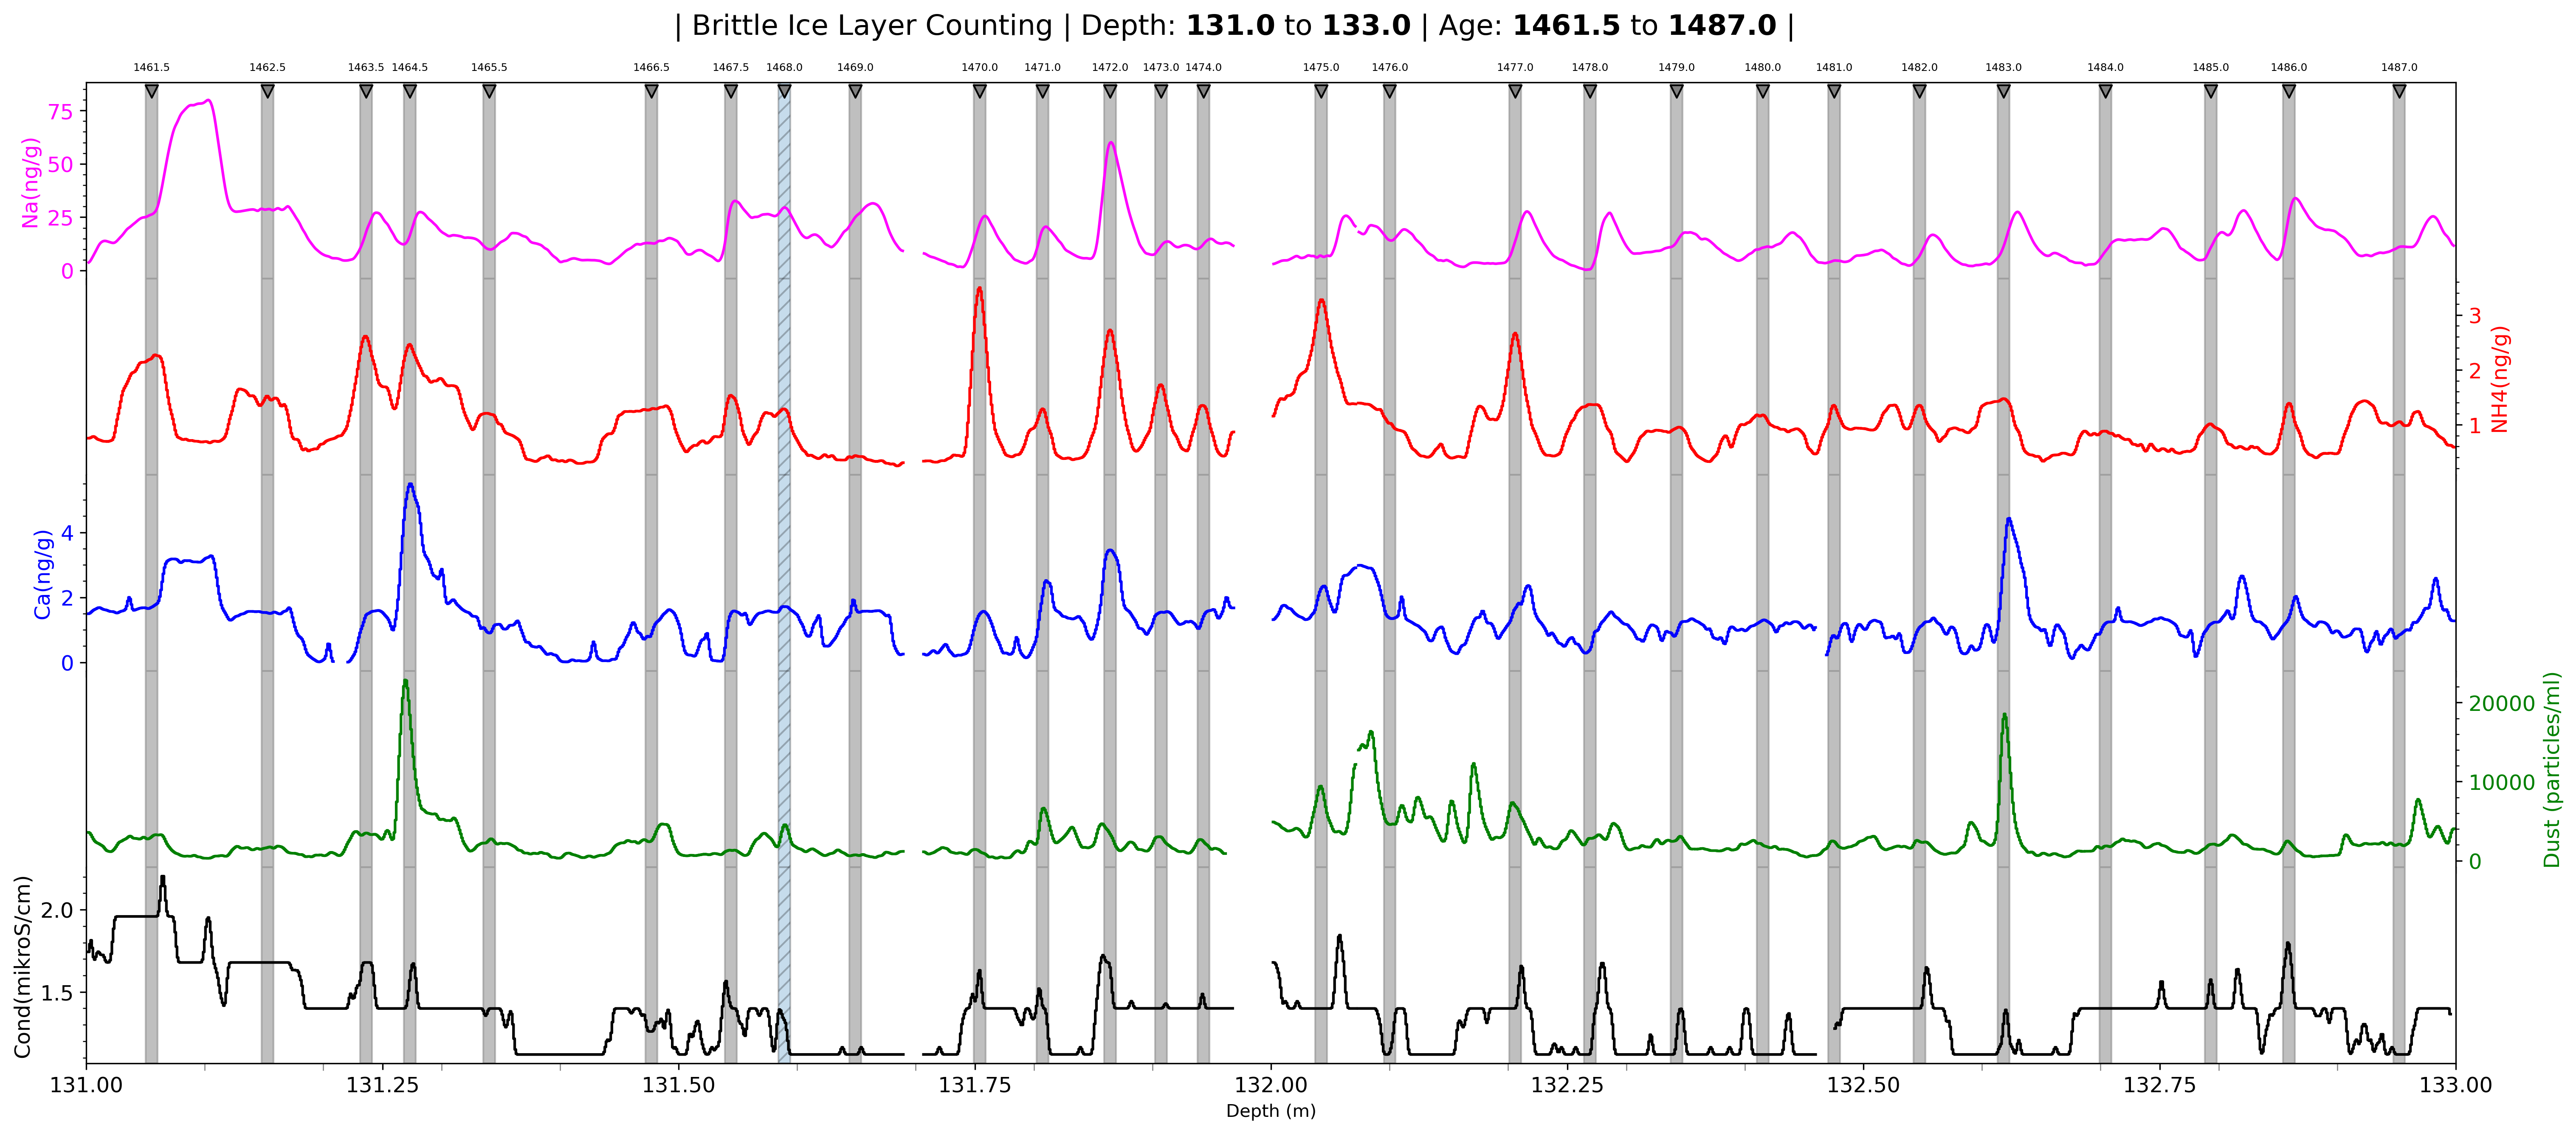 | Brittle Ice Layer Counting | Depth: 131.0 to 133.0 | Age: 1461.5 to 1487.0 |
1461.5 1462.5 1463.5 1464.5 1465.5 1466.5 1467.5 1468.0 1469.0 1470.0 1471.0 1472.0 1473.0 1474.0 1475.0 1476.0 1477.0 1478.0 1479.0 1480.0 1481.0 1482.0 1483.0 1484.0 1485.0 1486.0 1487.0
Na(ng/g)
75
50
25
0
NH4(ng/g)
3
2
1
Ca(ng/g)
4
2
0
Dust (particles/ml)
20000
10000
0
Cond(mikroS/cm)
2.0
1.5
131.00 131.25 131.50 131.75 132.00 132.25 132.50 132.75 133.00
Depth (m)